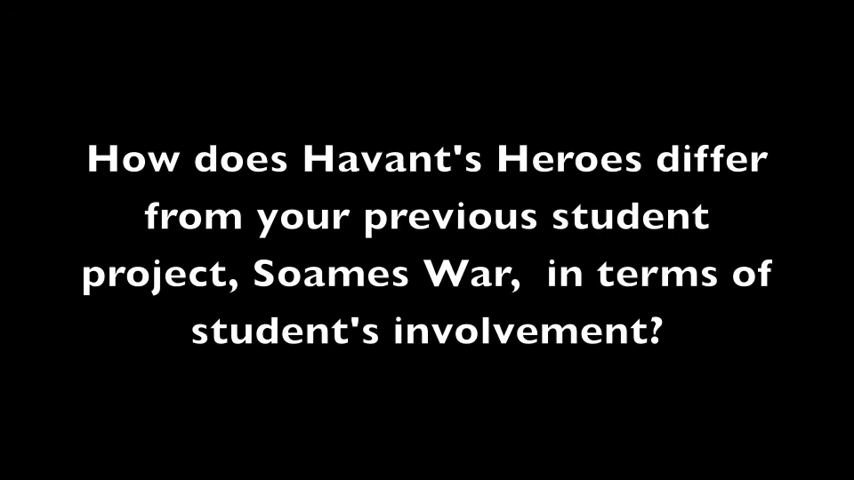 How does Havant's Heroes differ
from your previous student
project, Soames War,  in terms of
student's involvement?